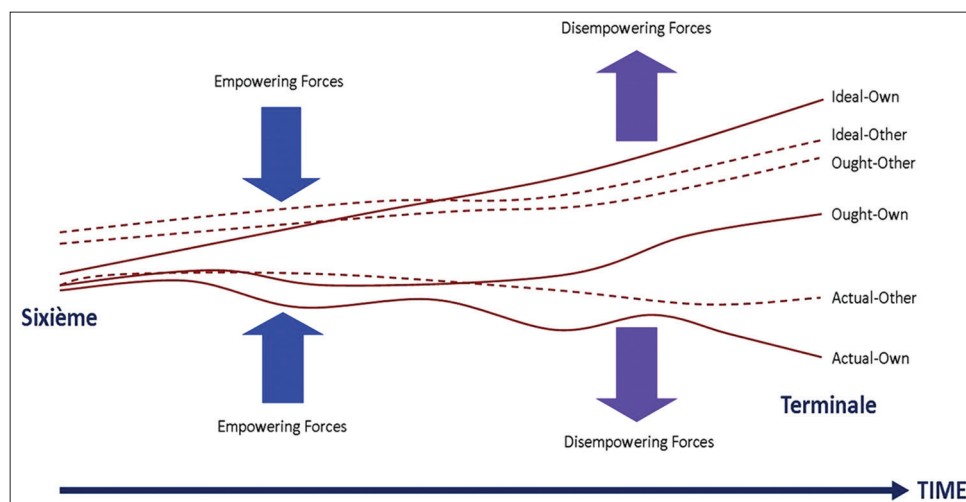 Disempowering Forces
Empowering Forces
Ideal-Own
Ideal-Other
Ought-Other
Ought-Own
Sixième
Actual-Other
Actual-Own
Terminale
Empowering Forces
Disempowering Forces
TIME